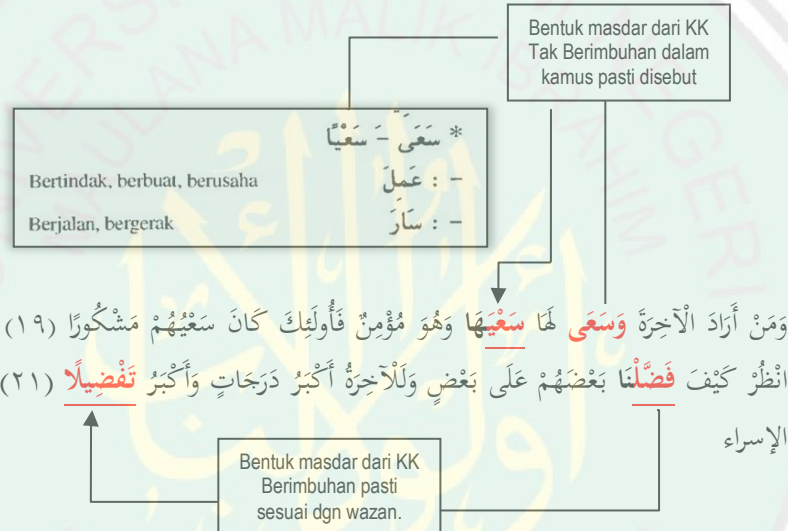 Bentuk masdar dari KK
Tak Berimbuhan dalam
kamus pasti disebut
* سَعَى – َ سَعْيًا
– : عَمِلَ Bertindak, berbuat, berusaha
– : سَارَ Berjalan, bergerak
وَمَنْ أَرَادَ الْآخِرَةَ وَسَعَى لَهَا سَعْيَهَا وَهُوَ مُؤْمِنٌ فَأُولَئِكَ كَانَ سَعْيُهُمْ مَشْكُورًا (١٩)
انْظُرْ كَيْفَ فَضَّلْنَا بَعْضَهُمْ عَلَى بَعْضٍ وَلَلْآخِرَةُ أَكْبَرُ دَرَجَاتٍ وَأَكْبَرُ تَفْضِيلًا (٢١)
الإسراء
Bentuk masdar dari KK
Berimbuhan pasti
sesuai dgn wazan.